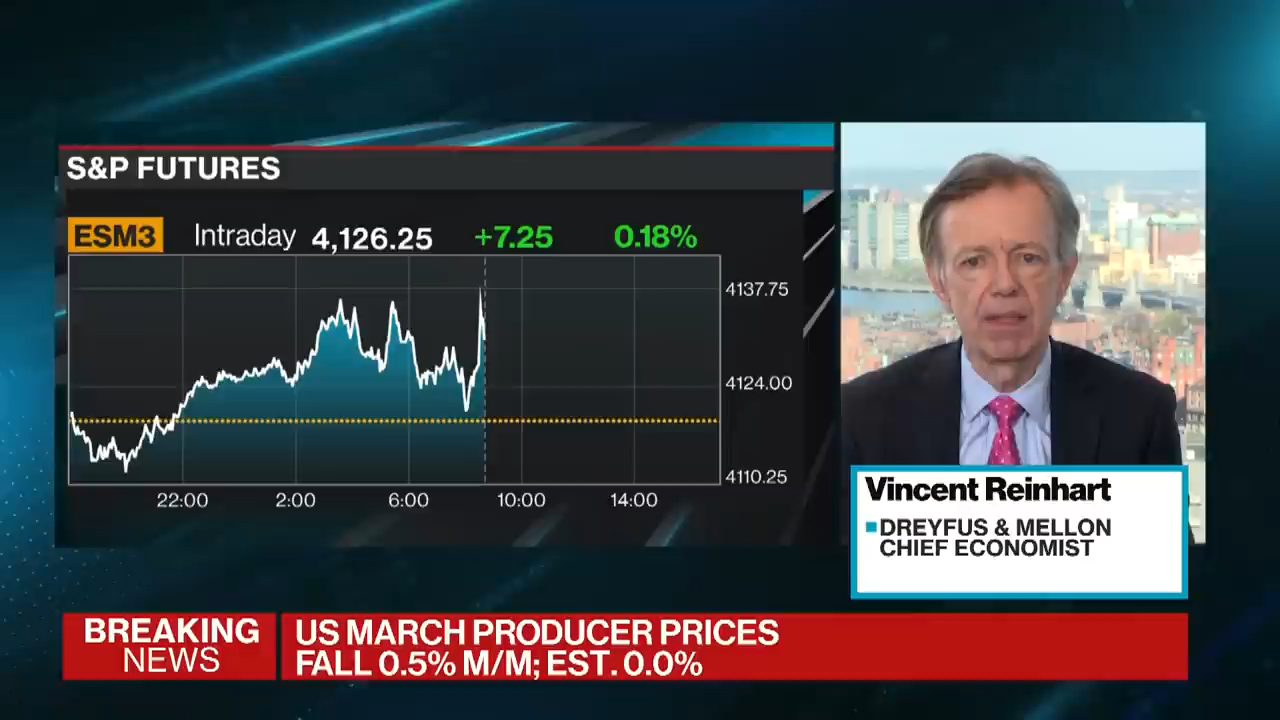 S&P FUTURES
ESM3 Intraday 4,126.25 +7.25 0.18%
4137.75
4124.00
4110.25
22:00 2:00 6:00 10:00 14:00
Vincent Reinhart
DREYFUS & MELLON
CHIEF ECONOMIST
BREAKING
NEWS
US MARCH PRODUCER PRICES
FALL 0.5% M/M; EST. 0.0%